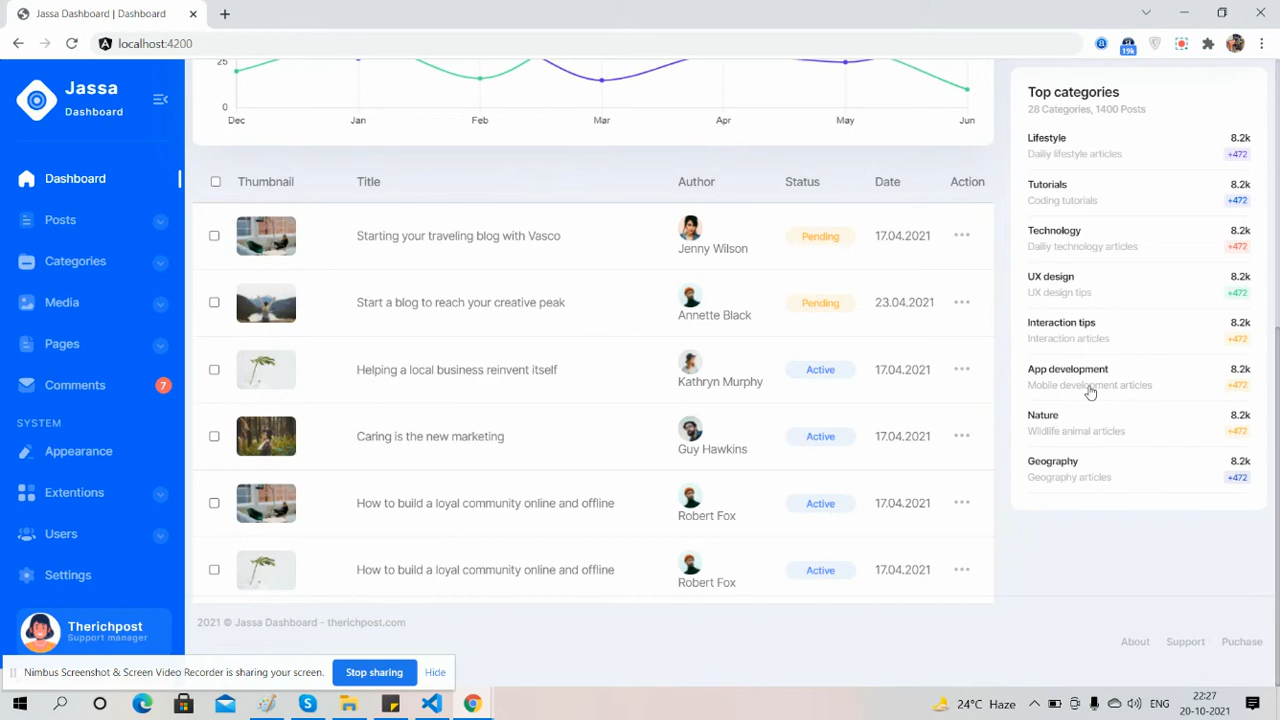 Jassa Dashboard | Dashboard
localhost:4200
19k
Jassa
Dashboard
Dashboard
Posts
Categories
Media
Pages
Comments
7
SYSTEM
Appearance
Extentions
Users
Settings
Therichpost
Support manager
25
0
Dec Jan Feb Mar Apr May Jun
Thumbnail Title Author Status Date Action
Starting your traveling blog with Vasco Jenny Wilson Pending 17.04.2021
Start a blog to reach your creative peak Annette Black Pending 23.04.2021
Helping a local business reinvent itself Kathryn Murphy Active 17.04.2021
Caring is the new marketing Guy Hawkins Active 17.04.2021
How to build a loyal community online and offline Robert Fox Active 17.04.2021
How to build a loyal community online and offline Robert Fox Active 17.04.2021
Top categories
28 Categories, 1400 Posts
Lifestyle 8.2k
Dailiy lifestyle articles +472
Tutorials 8.2k
Coding tutorials +472
Technology 8.2k
Dailiy technology articles +472
UX design 8.2k
UX design tips +472
Interaction tips 8.2k
Interaction articles +472
App development 8.2k
Mobile development articles +472
Nature 8.2k
Wildlife animal articles +472
Geography 8.2k
Geography articles +472
2021 © Jassa Dashboard - therichpost.com
About Support Puchase
Nimbus Screenshot & Screen Video Recorder is sharing your screen. Stop sharing Hide
24°C Haze ENG 22:27
20-10-2021